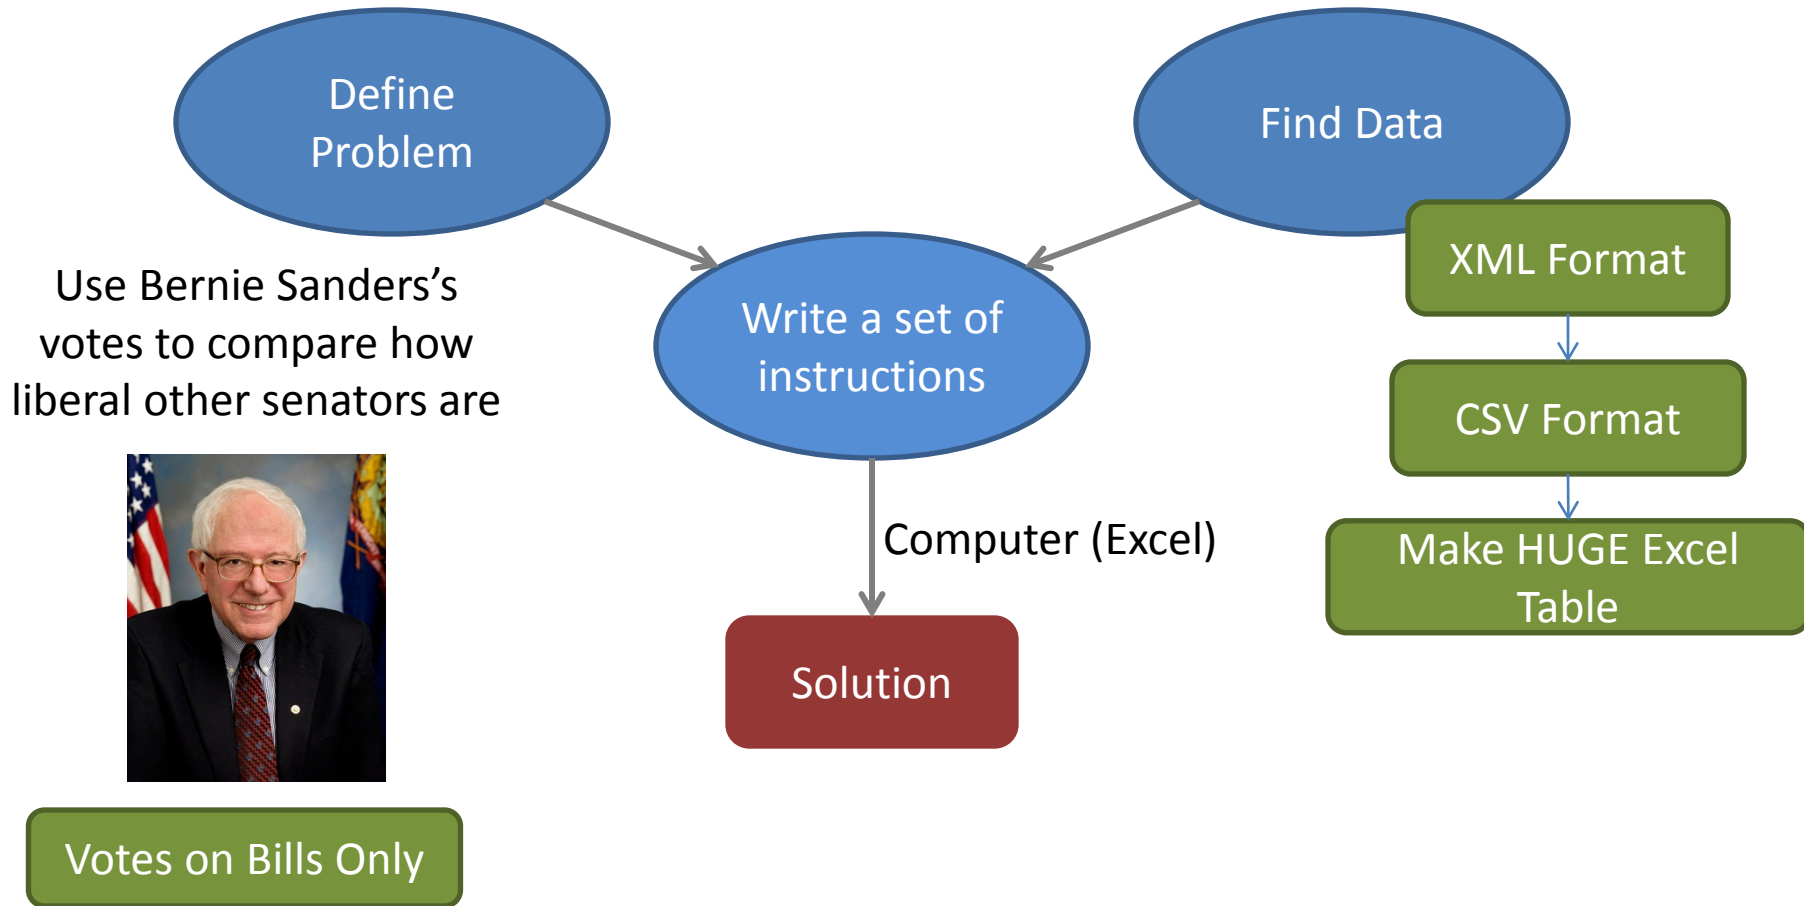 Define
Problem
Find Data
XML Format
Use Bernie Sanders’s
votes to compare how
liberal other senators are
Write a set of
instructions
CSV Format
Computer (Excel)
Make HUGE Excel
Table
Solution
Votes on Bills Only